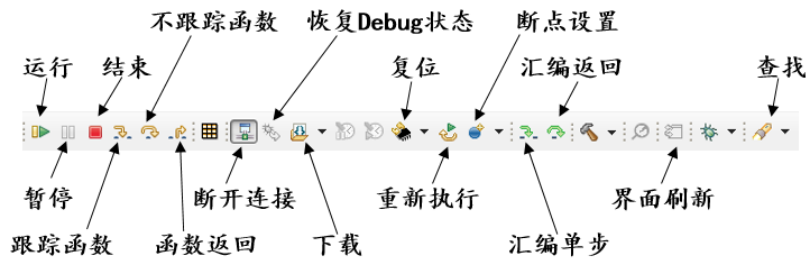 不跟踪函数 恢复Debug状态 断点设置
运行 结束 复位 汇编返回 查找
暂停 断开连接 重新执行 界面刷新
跟踪函数 函数返回 下载 汇编单步